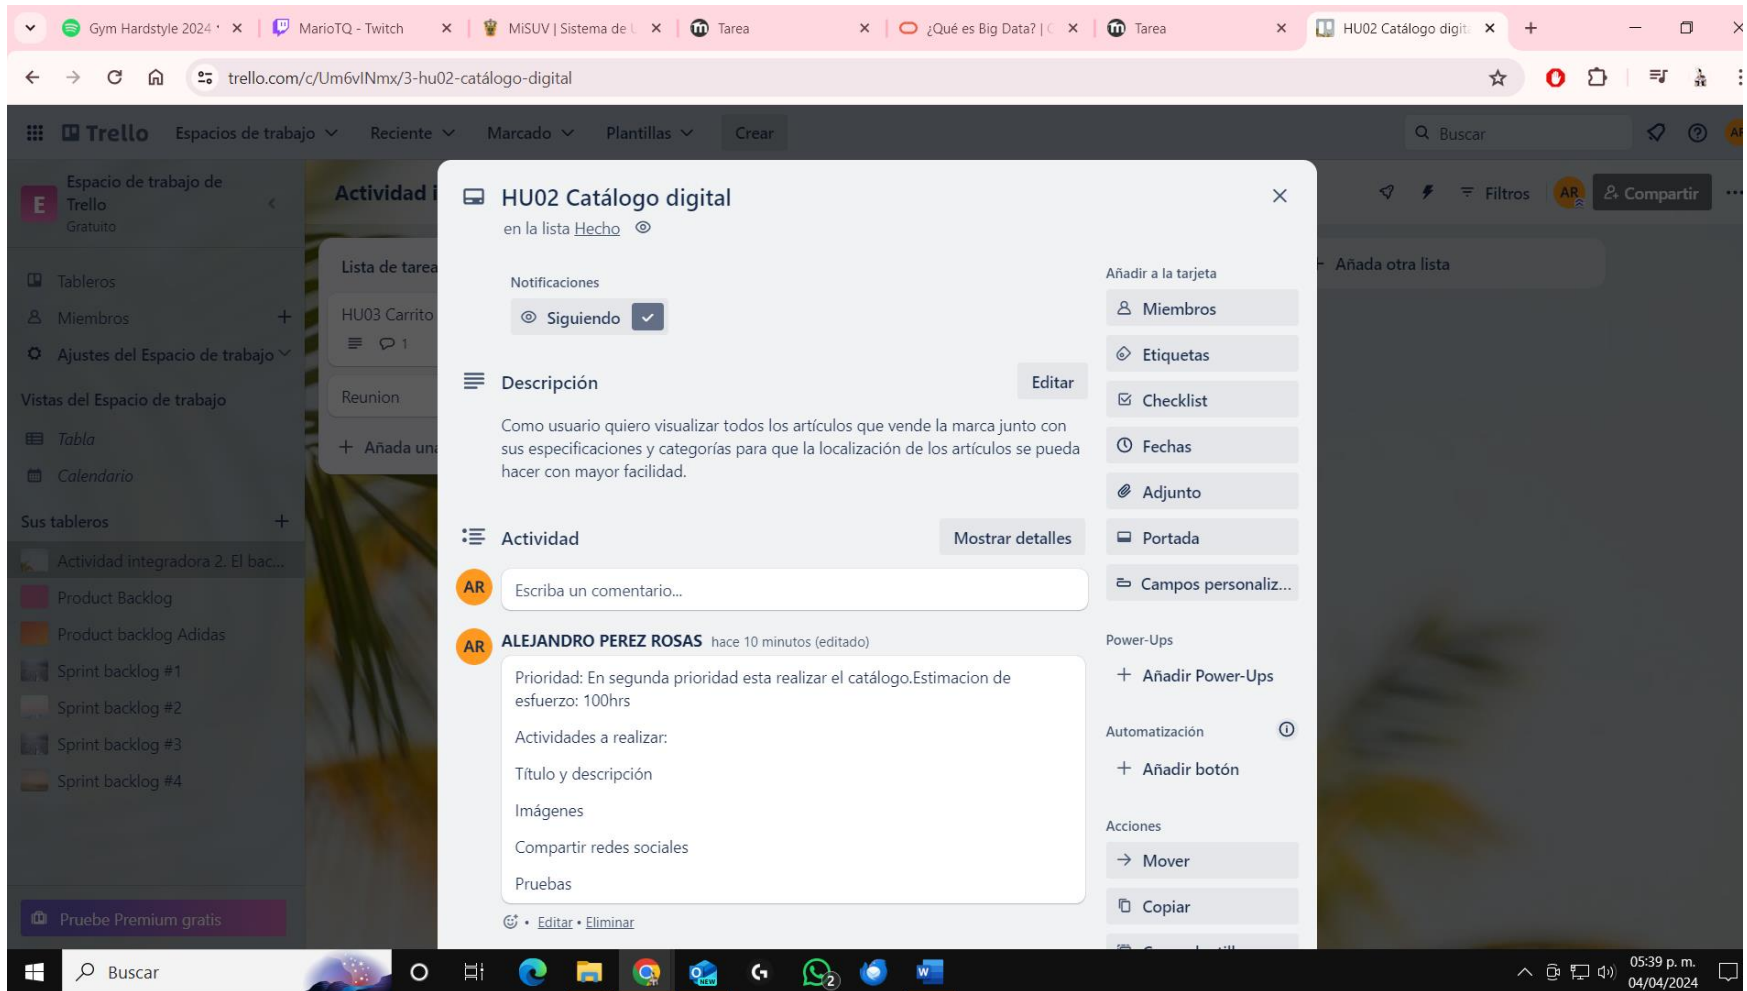 Gym Hardstyle 2024
MarioTQ - Twitch
MiSUV | Sistema de
Tarea
¿Qué es Big Data? |
Tarea
HU02 Catálogo digit
trello.com/c/Um6vlNmx/3-hu02-catálogo-digital
Trello
Espacios de trabajo
Reciente
Marcado
Plantillas
Crear
Buscar
AR
E
Espacio de trabajo de
Trello
Gratuito
Actividad i
Filtros
AR
Compartir
Tableros
Miembros
Ajustes del Espacio de trabajo
Vistas del Espacio de trabajo
Tabla
Calendario
Sus tableros
Actividad integradora 2. El bac...
Product Backlog
Product backlog Adidas
Sprint backlog #1
Sprint backlog #2
Sprint backlog #3
Sprint backlog #4
Pruebe Premium gratis
Lista de tarea
HU03 Carrito
1
Reunion
+ Añada una
+ Añada otra lista
HU02 Catálogo digital
en la lista Hecho
Notificaciones
Siguiendo
Descripción
Editar
Como usuario quiero visualizar todos los artículos que vende la marca junto con
sus especificaciones y categorías para que la localización de los artículos se pueda
hacer con mayor facilidad.
Actividad
Mostrar detalles
AR
Escriba un comentario...
AR
ALEJANDRO PEREZ ROSAS hace 10 minutos (editado)
Prioridad: En segunda prioridad esta realizar el catálogo.Estimacion de
esfuerzo: 100hrs
Actividades a realizar:
Título y descripción
Imágenes
Compartir redes sociales
Pruebas
• Editar • Eliminar
Añadir a la tarjeta
Miembros
Etiquetas
Checklist
Fechas
Adjunto
Portada
Campos personaliz...
Power-Ups
+ Añadir Power-Ups
Automatización
+ Añadir botón
Acciones
Mover
Copiar
Buscar
NEW
2
05:39 p. m.
04/04/2024